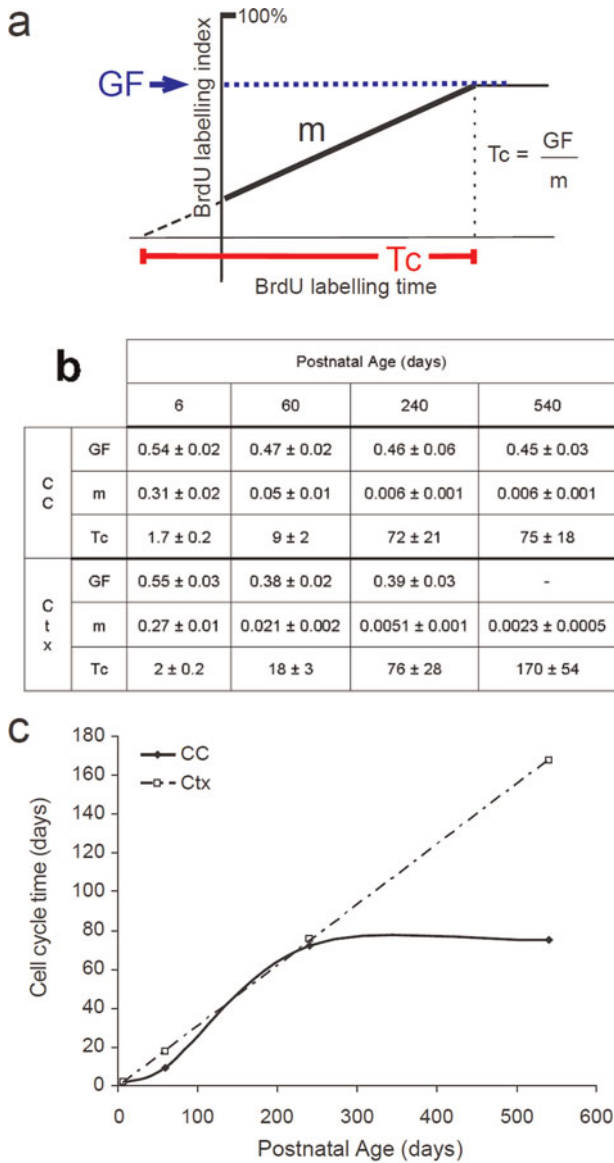 a
100%
BrdU labelling index
GF
m
Tc = GF
m
Tc
BrdU labelling time
b
Postnatal Age (days)
6 60 240 540
CC
GF 0.54 ± 0.02 0.47 ± 0.02 0.46 ± 0.06 0.45 ± 0.03
m 0.31 ± 0.02 0.05 ± 0.01 0.006 ± 0.001 0.006 ± 0.001
Tc 1.7 ± 0.2 9 ± 2 72 ± 21 75 ± 18
Ctx
GF 0.55 ± 0.03 0.38 ± 0.02 0.39 ± 0.03 -
m 0.27 ± 0.01 0.021 ± 0.002 0.0051 ± 0.001 0.0023 ± 0.0005
Tc 2 ± 0.2 18 ± 3 76 ± 28 170 ± 54
c
CC
Ctx
Cell cycle time (days)
180
160
140
120
100
80
60
40
20
0
0 100 200 300 400 500 600
Postnatal Age (days)